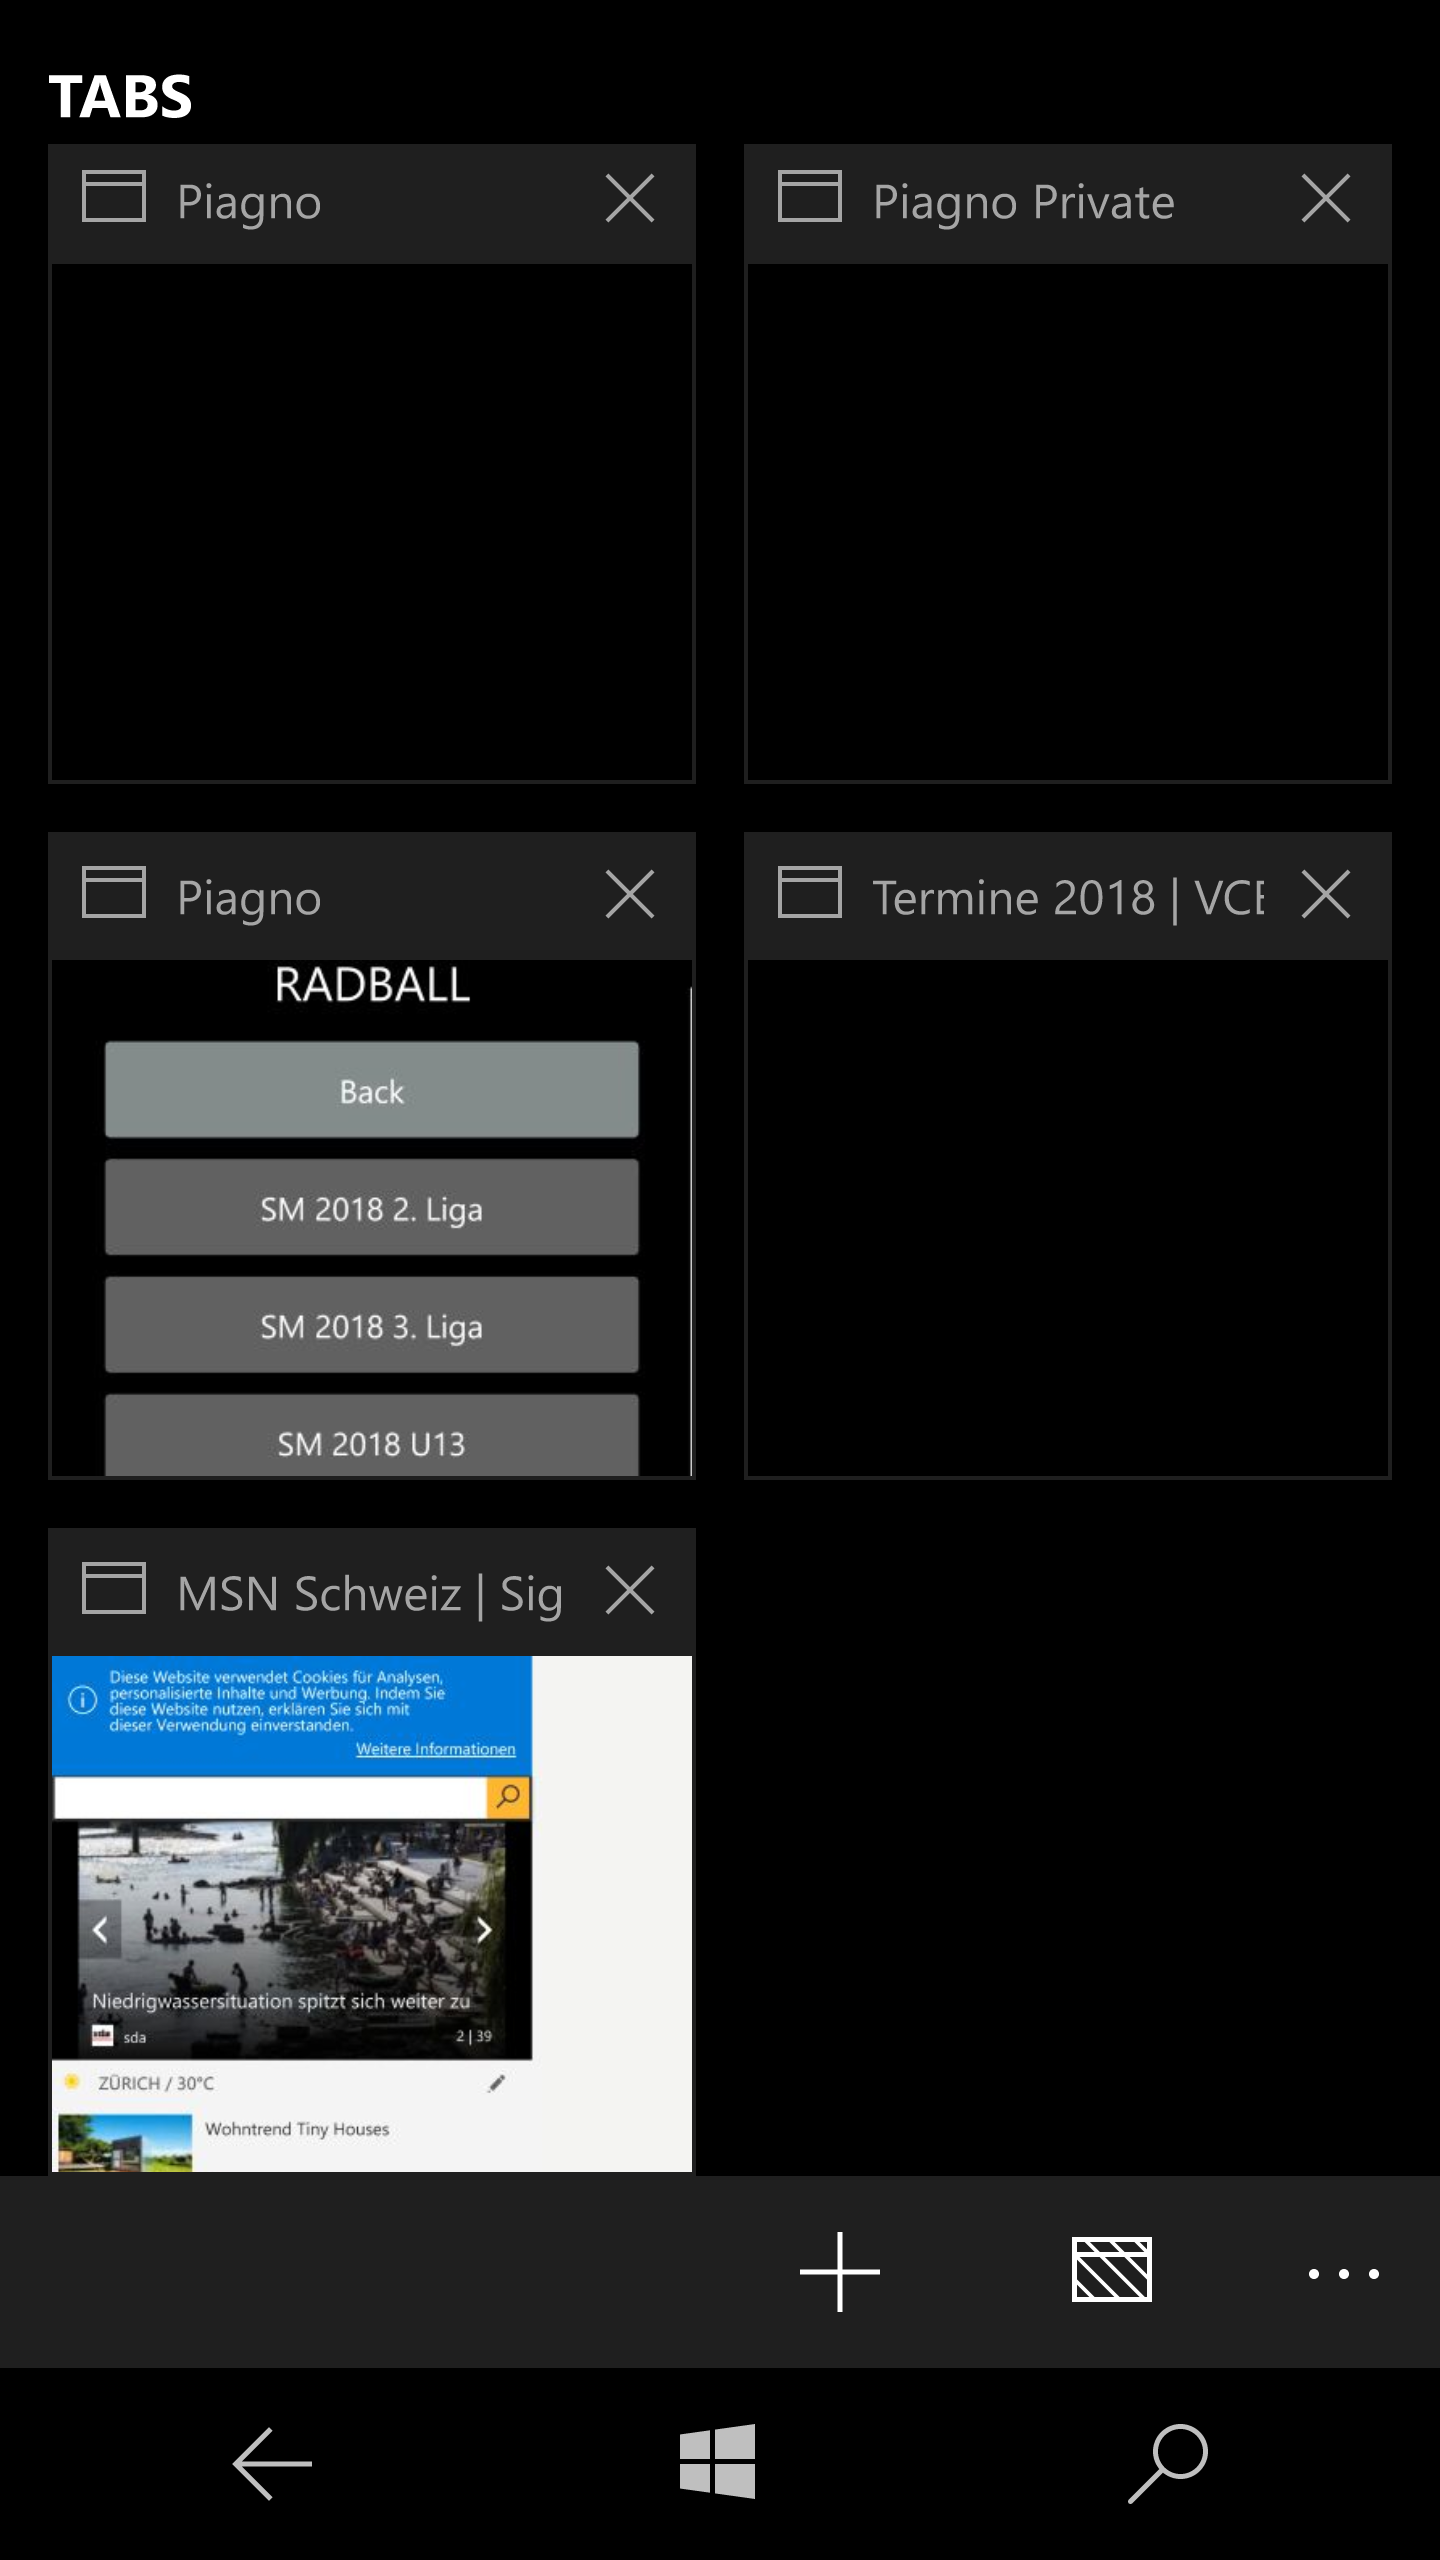 TABS
Piagno
Piagno Private
Piagno
Termine 2018 | VCE
RADBALL
Back
SM 2018 2. Liga
SM 2018 3. Liga
SM 2018 U13
MSN Schweiz | Sig
Diese Website verwendet Cookies für Analysen,
personalisierte Inhalte und Werbung. Indem Sie
diese Website nutzen, erklären Sie sich mit
dieser Verwendung einverstanden.
Weitere Informationen
Niedrigwassersituation spitzt sich weiter zu
sda
sda
2 | 39
ZÜRICH / 30°C
Wohntrend Tiny Houses